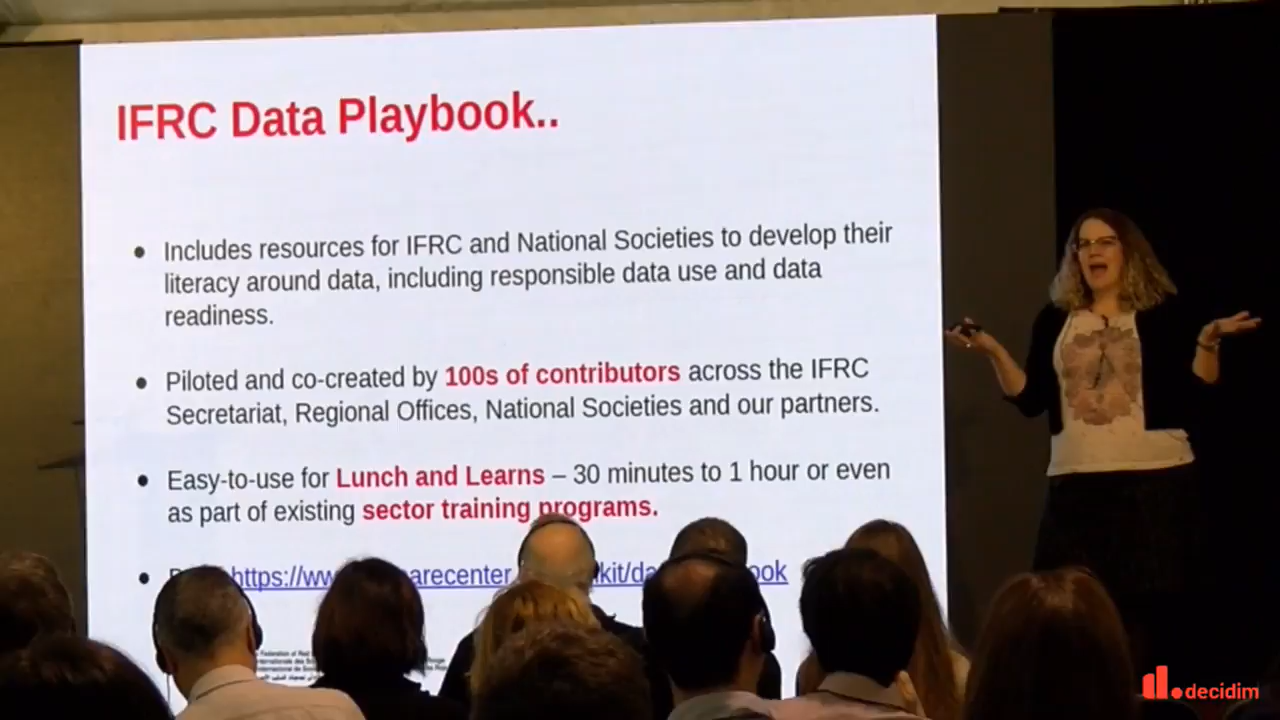 IFRC Data Playbook..
● Includes resources for IFRC and National Societies to develop their
literacy around data, including responsible data use and data
readiness.
● Piloted and co-created by 100s of contributors across the IFRC
Secretariat, Regional Offices, National Societies and our partners.
● Easy-to-use for Lunch and Learns – 30 minutes to 1 hour or even
as part of existing sector training programs.
decidim